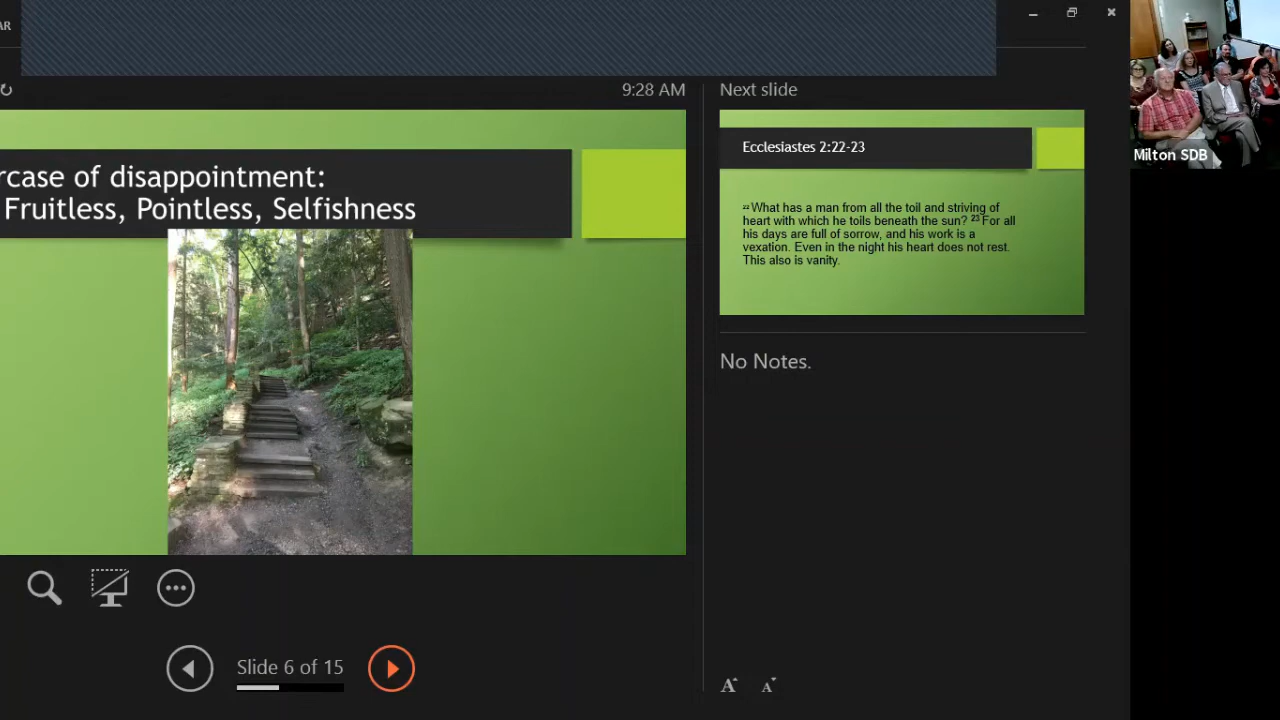 AR
9:28 AM
rcase of disappointment:
Fruitless, Pointless, Selfishness
Slide 6 of 15
Next slide
Ecclesiastes 2:22-23
22 What has a man from all the toil and striving of
heart with which he toils beneath the sun? 23 For all
his days are full of sorrow, and his work is a
vexation. Even in the night his heart does not rest.
This also is vanity.
No Notes.
A A
Milton SDB